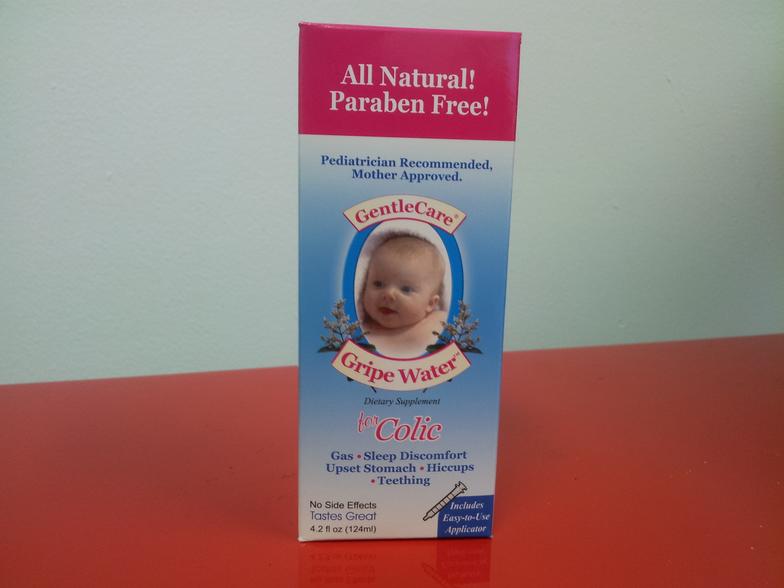 All Natural!
Paraben Free!
Pediatrician Recommended,
Mother Approved.
GentleCare®
Gripe Water™
Dietary Supplement
for Colic
Gas • Sleep Discomfort
Upset Stomach • Hiccups
• Teething
No Side Effects
Tastes Great
4.2 fl oz (124ml)
Includes
Easy-to-Use
Applicator